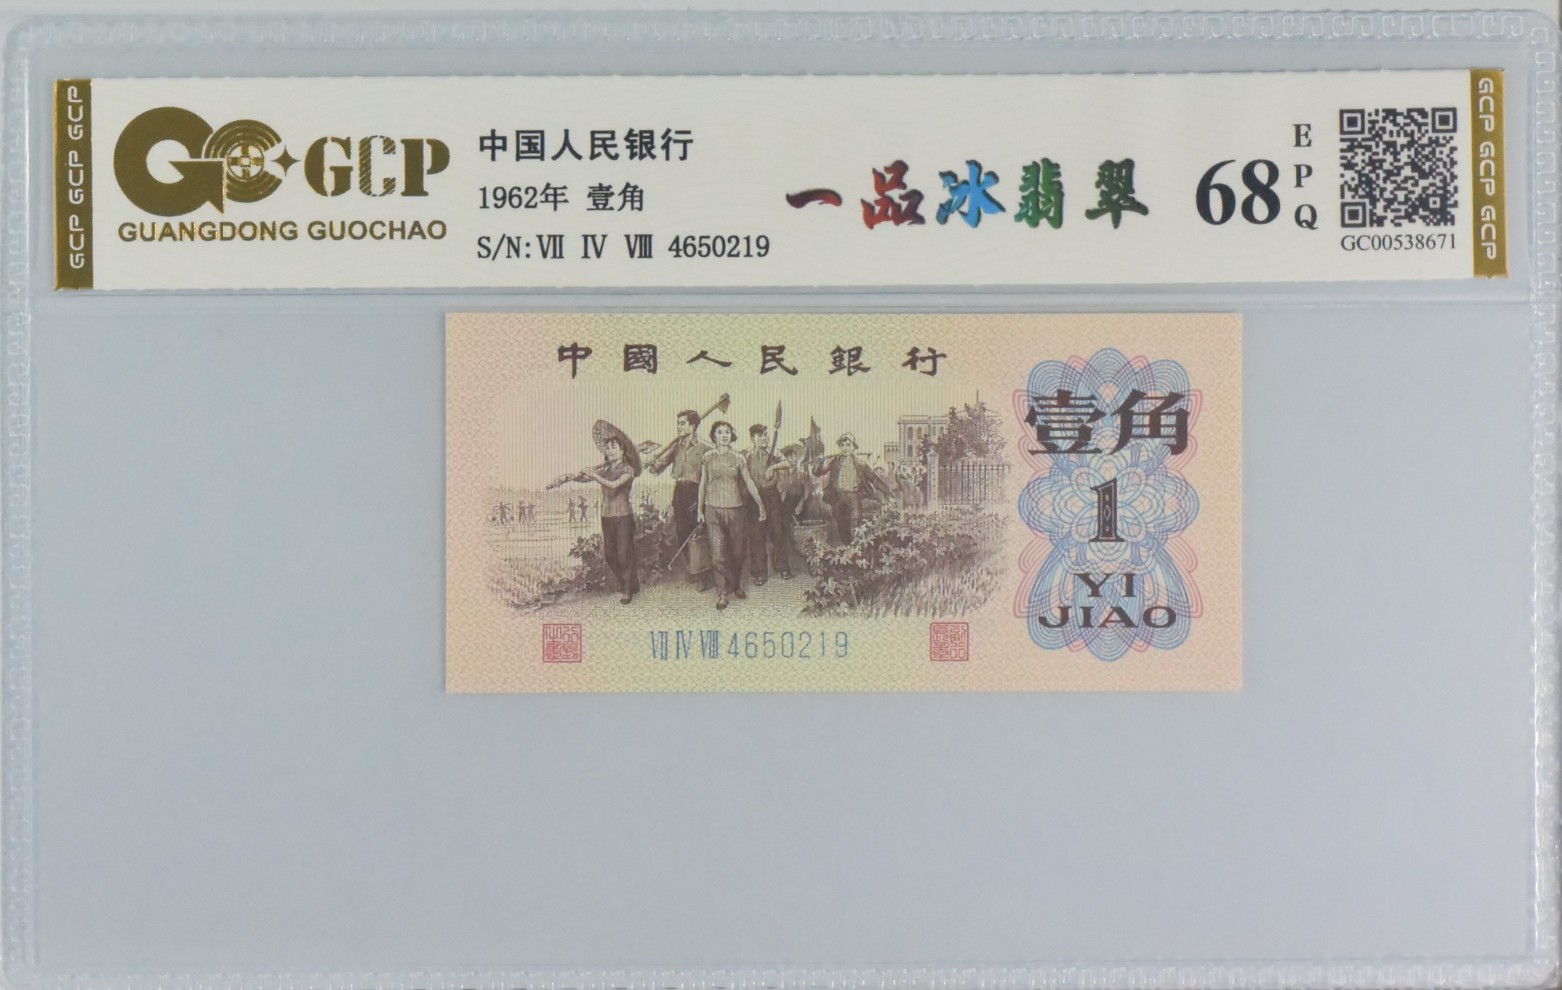 GCP GCP GCP
GCP
GUANGDONG GUOCHAO
中国人民银行
1962年 壹角
S/N: Ⅶ Ⅳ Ⅷ 4650219
一品冰翡翠
68
EPQ
GC00538671
GCP GCP GCP
中國人民銀行
壹角
1
YI
JIAO
Ⅶ Ⅳ Ⅷ 4650219